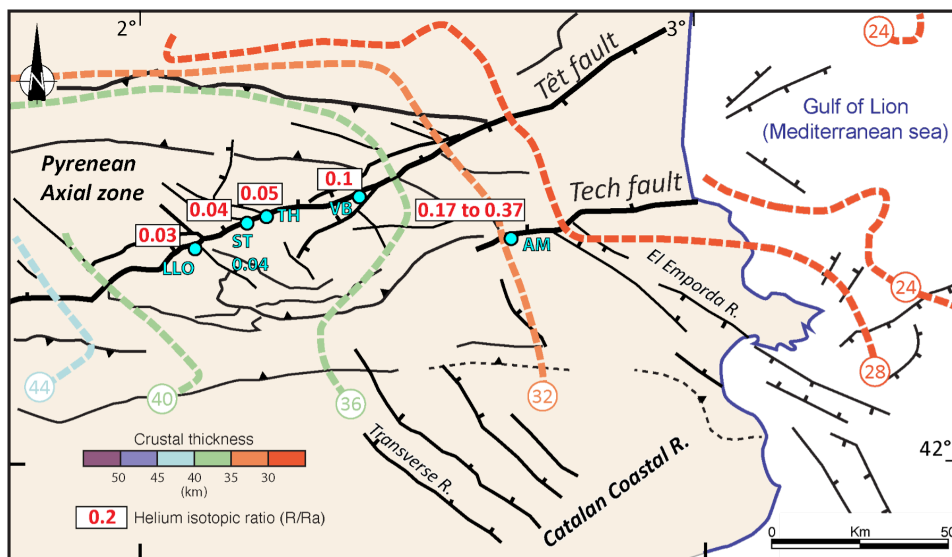 2°
3°
24
Têt fault
Gulf of Lion
(Mediterranean sea)
N
Pyrenean
Axial zone
0.1
0.05
0.04
0.03
0.17 to 0.37
Tech fault
VB
TH
ST
0.04
LLO
AM
El Emporda R.
24
28
44
40
36
32
Crustal thickness
50 45 40 35 30
(km)
0.2 Helium isotopic ratio (R/Ra)
Transverse R.
Catalan Coastal R.
42°
0 Km 50